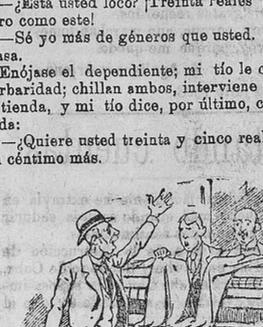 —¿Está usted loco? ¡Treinta reales
ro como este!
—Sé yo más de géneros que usted.
asa.
Enójase el dependiente; mi tío le c
rbaridad; chillan ambos, interviene
tienda, y mi tío dice, por último, c
da:
—¿Quiere usted treinta y cinco real
n céntimo más.